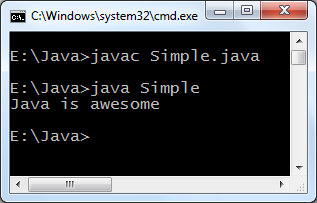 C:\Windows\system32\cmd.exe
E:\Java>javac Simple.java
E:\Java>java Simple
Java is awesome
E:\Java>